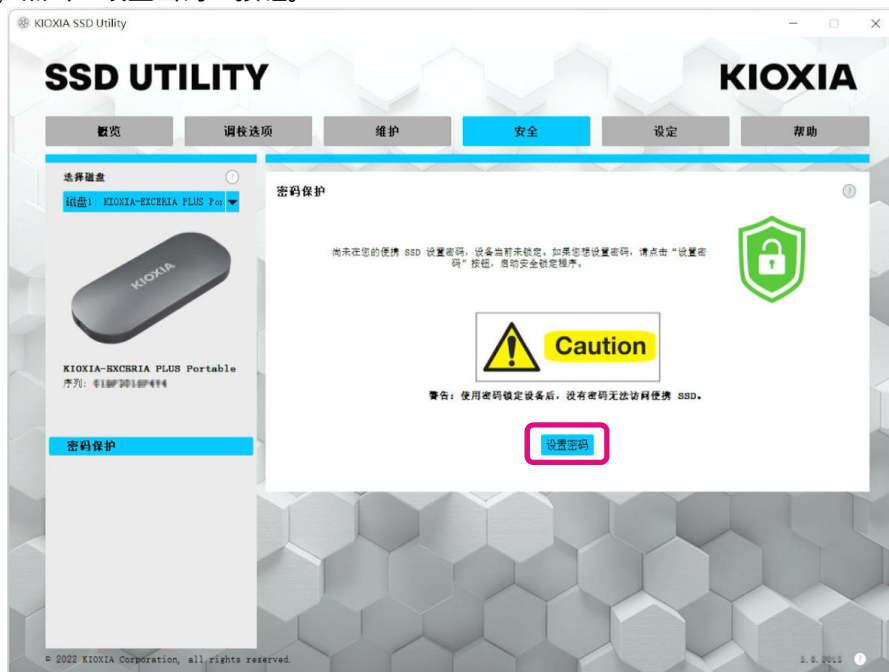 KIOXIA SSD Utility
SSD UTILITY
KIOXIA
概览
调校选项
维护
安全
设定
帮助
选择磁盘
磁盘1: KIOXIA-EXCERIA PLUS Por
密码保护
尚未在您的便携 SSD 设置密码，设备当前未锁定。如果您想设置密码，请点击“设置密
码”按钮，启动安全锁定程序。
KIOXIA
Caution
KIOXIA-EXCERIA PLUS Portable
序列:
警告: 使用密码锁定设备后，没有密码无法访问便携 SSD。
密码保护
设置密码
© 2022 KIOXIA Corporation, all rights reserved.